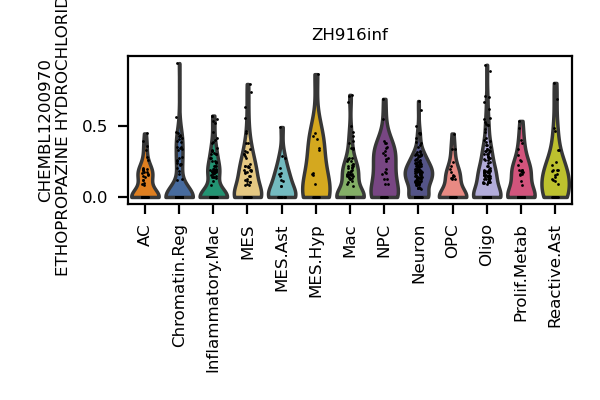 ZH916inf
CHEMBL1200970
ETHOPROPAZINE HYDROCHLORID
0.5
0.0
AC
Chromatin.Reg
Inflammatory.Mac
MES
MES.Ast
MES.Hyp
Mac
NPC
Neuron
OPC
Oligo
Prolif.Metab
Reactive.Ast